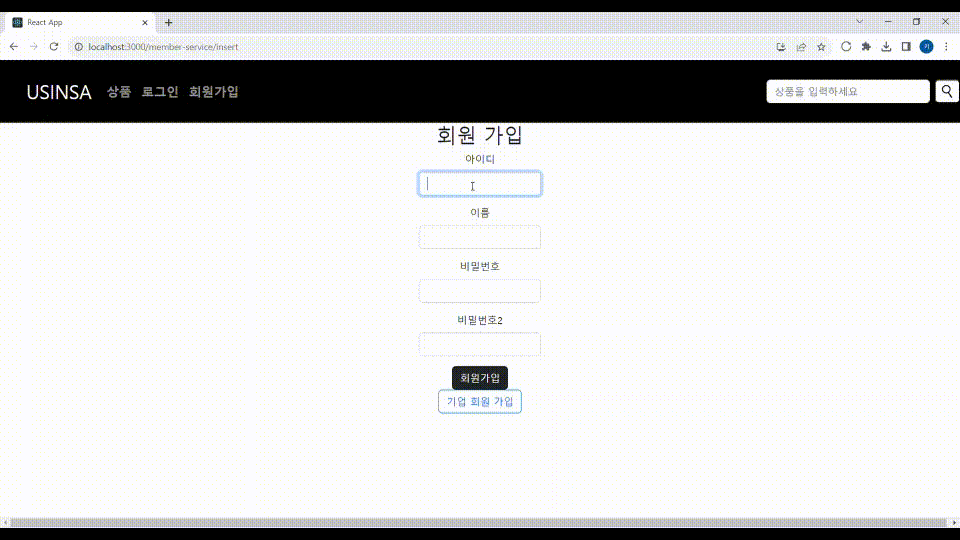 React App
localhost:3000/member-service/insert
USINSA 상품 로그인 회원가입 상품을 입력하세요
회원 가입
아이디
이름
비밀번호
비밀번호2
회원가입
기업 회원 가입